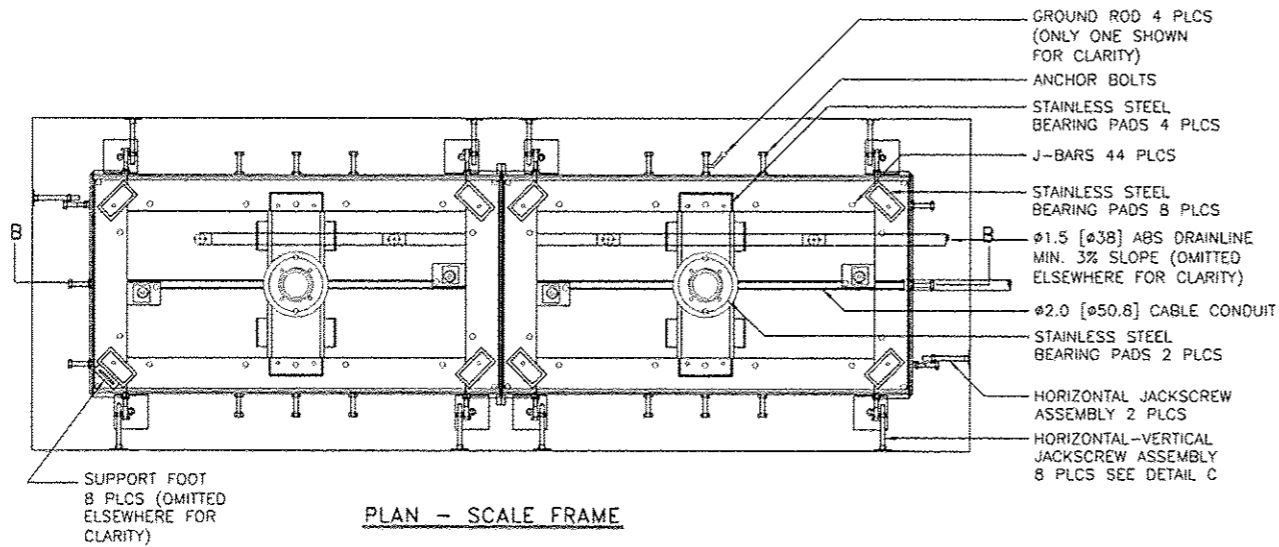 GROUND ROD 4 PLCS
(ONLY ONE SHOWN
FOR CLARITY)
ANCHOR BOLTS
STAINLESS STEEL
BEARING PADS 4 PLCS
J-BARS 44 PLCS
STAINLESS STEEL
BEARING PADS 8 PLCS
B
B
ø1.5 [ø38] ABS DRAINLINE
MIN. 3% SLOPE (OMITTED
ELSEWHERE FOR CLARITY)
ø2.0 [ø50.8] CABLE CONDUIT
STAINLESS STEEL
BEARING PADS 2 PLCS
HORIZONTAL JACKSCREW
ASSEMBLY 2 PLCS
HORIZONTAL-VERTICAL
JACKSCREW ASSEMBLY
8 PLCS SEE DETAIL C
SUPPORT FOOT
8 PLCS (OMITTED
ELSEWHERE FOR
CLARITY)
PLAN - SCALE FRAME